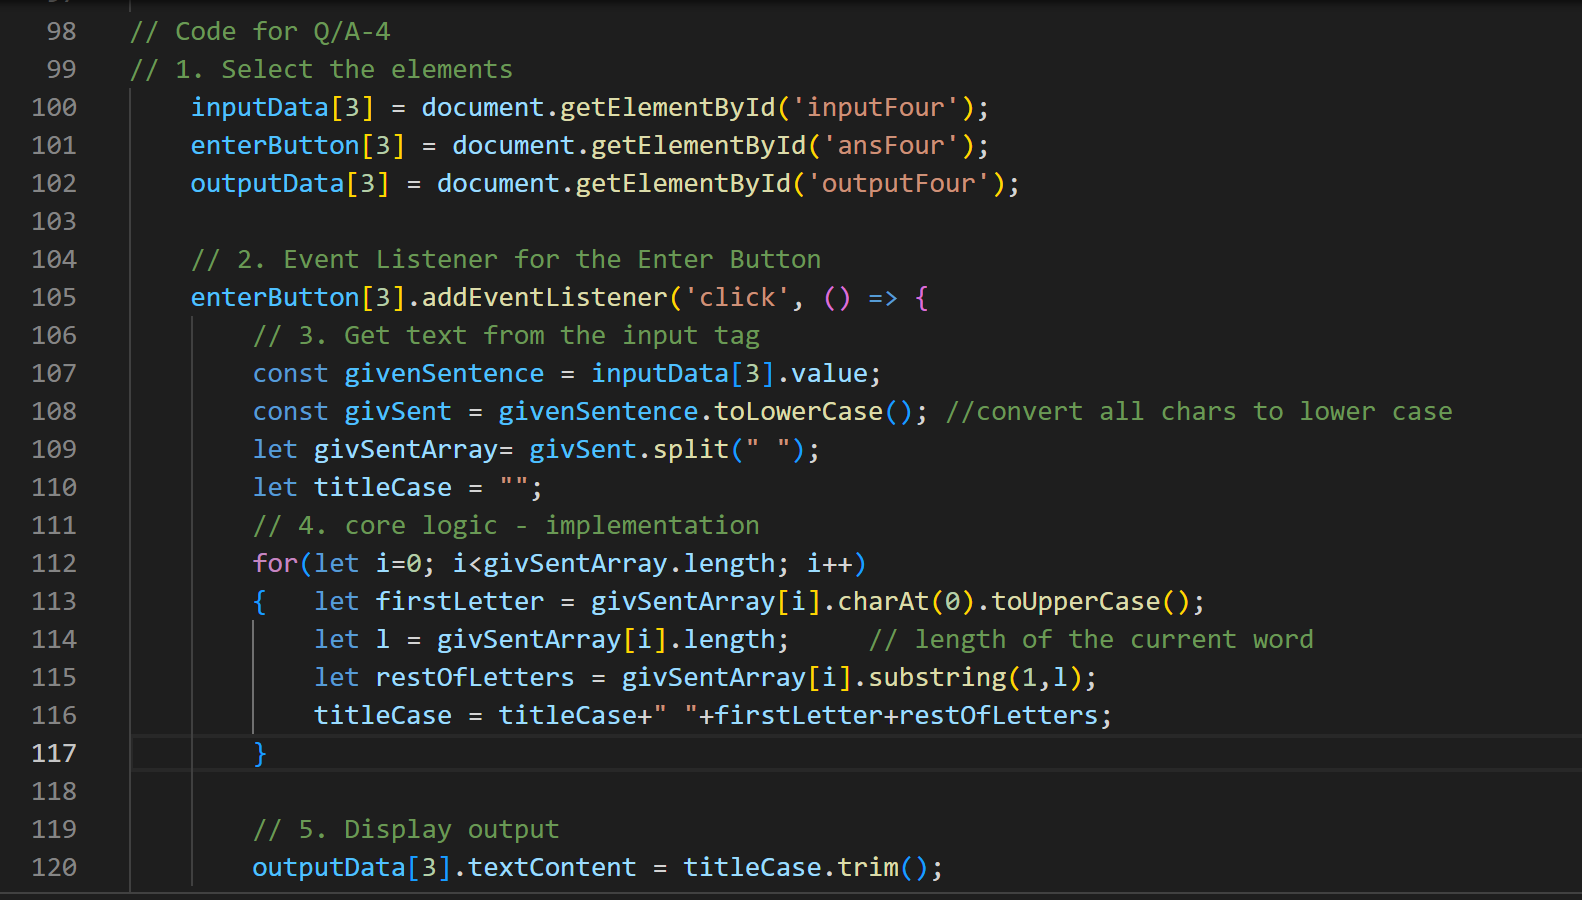 98 // Code for Q/A-4
99 // 1. Select the elements
100 inputData[3] = document.getElementById('inputFour');
101 enterButton[3] = document.getElementById('ansFour');
102 outputData[3] = document.getElementById('outputFour');
103
104 // 2. Event Listener for the Enter Button
105 enterButton[3].addEventListener('click', () => {
106 // 3. Get text from the input tag
107 const givenSentence = inputData[3].value;
108 const givSent = givenSentence.toLowerCase(); //convert all chars to lower case
109 let givSentArray= givSent.split(" ");
110 let titleCase = "";
111 // 4. core logic - implementation
112 for(let i=0; i<givSentArray.length; i++)
113 {   let firstLetter = givSentArray[i].charAt(0).toUpperCase();
114 let l = givSentArray[i].length;     // length of the current word
115 let restOfLetters = givSentArray[i].substring(1,l);
116 titleCase = titleCase+" "+firstLetter+restOfLetters;
117 }
118
119 // 5. Display output
120 outputData[3].textContent = titleCase.trim();